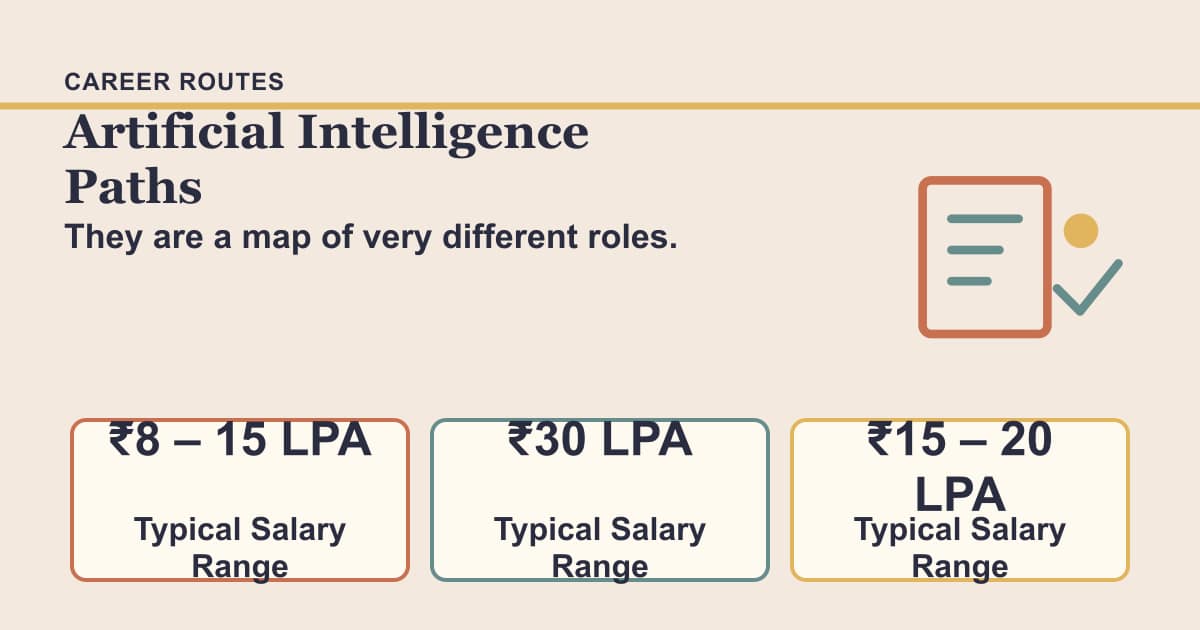 CAREER ROUTES
Artificial Intelligence
Paths
They are a map of very different roles.
₹8 – 15 LPA
Typical Salary
Range
₹30 LPA
Typical Salary
Range
₹15 – 20
LPA
Typical Salary
Range